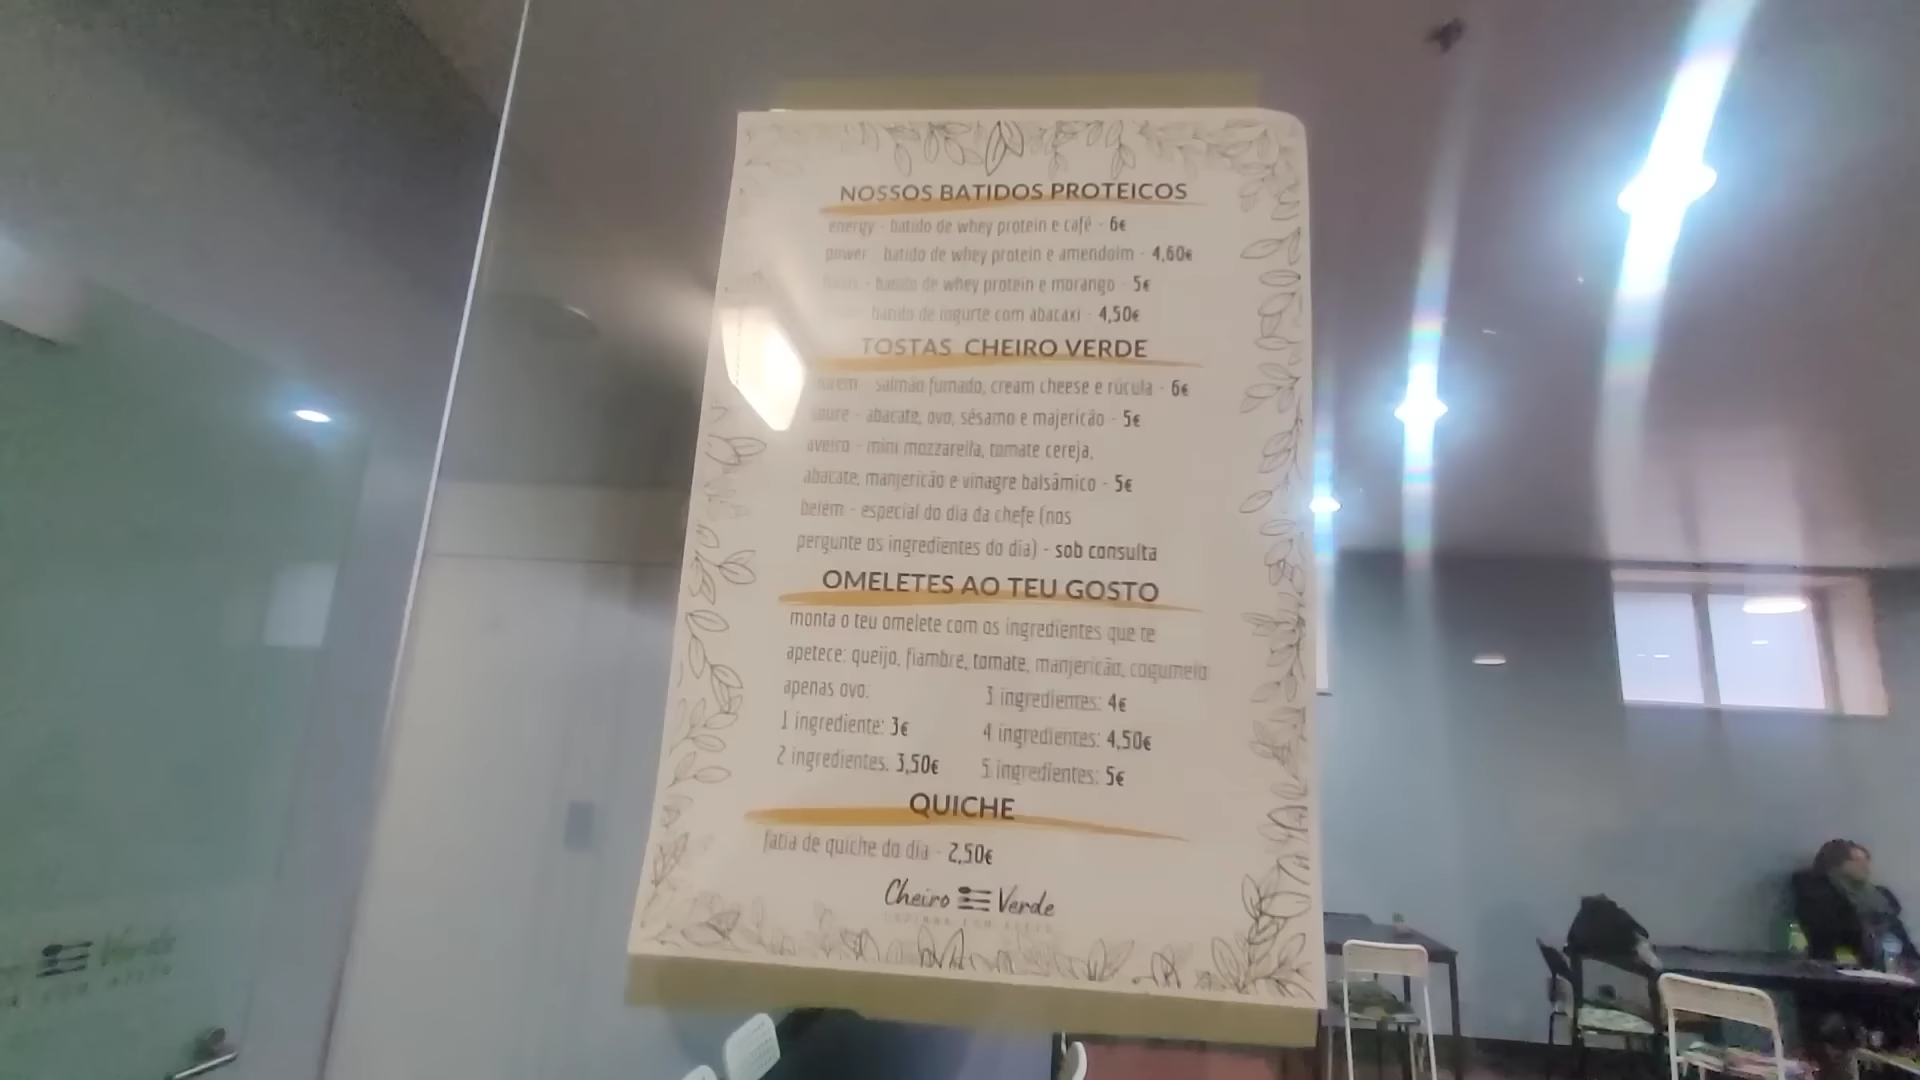 NOSSOS BATIDOS PROTEICOS
energy - batido de whey protein e café - 6€
power - batido de whey protein e amendoim - 4,60€
- batido de whey protein e morango - 5€
batido de iogurte com abacaxi - 4,50€
TOSTAS CHEIRO VERDE
- salmão fumado, cream cheese e rúcula - 6€
soure - abacate, ovo, sésamo e majericão - 5€
aveiro - mini mozzarella, tomate cereja,
abacate, manjericão e vinagre balsâmico - 5€
belém - especial do dia da chefe (nos
pergunte os ingredientes do dia) - sob consulta
OMELETES AO TEU GOSTO
monta o teu omelete com os ingredientes que te
apetece: queijo, fiambre, tomate, manjericão, cogumelo
apenas ovo.
1 ingrediente: 3€
2 ingredientes: 3,50€
3 ingredientes: 4€
4 ingredientes: 4,50€
5 ingredientes: 5€
QUICHE
fatia de quiche do dia - 2,50€
Cheiro Verde
Verde